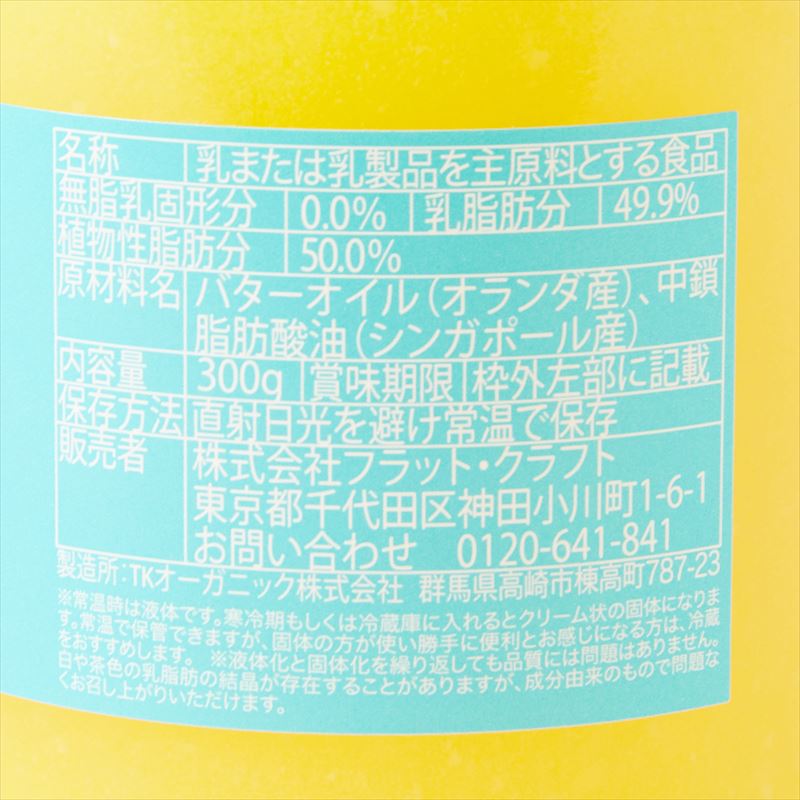 名称 乳または乳製品を主原料とする食品
無脂乳固形分 0.0% 乳脂肪分 49.9%
植物性脂肪分 50.0%
原材料名 バターオイル（オランダ産）、中鎖
脂肪酸油（シンガポール産）
内容量 300g 賞味期限 枠外左部に記載
保存方法 直射日光を避け常温で保存
販売者 株式会社フラット・クラフト
東京都千代田区神田小川町1-6-1
お問い合わせ 0120-641-841
製造所：TKオーガニック株式会社 群馬県高崎市棟高町787-23
※常温時は液体です。寒冷期もしくは冷蔵庫に入れるとクリーム状の固体になりま
す。常温で保管できますが、固体の方が使い勝手に便利とお感じになる方は、冷蔵
をおすすめします。 ※液体化と固体化を繰り返しても品質には問題はありません。
白や茶色の乳脂肪の結晶が存在することがありますが、成分由来のもので問題な
くお召し上がりいただけます。